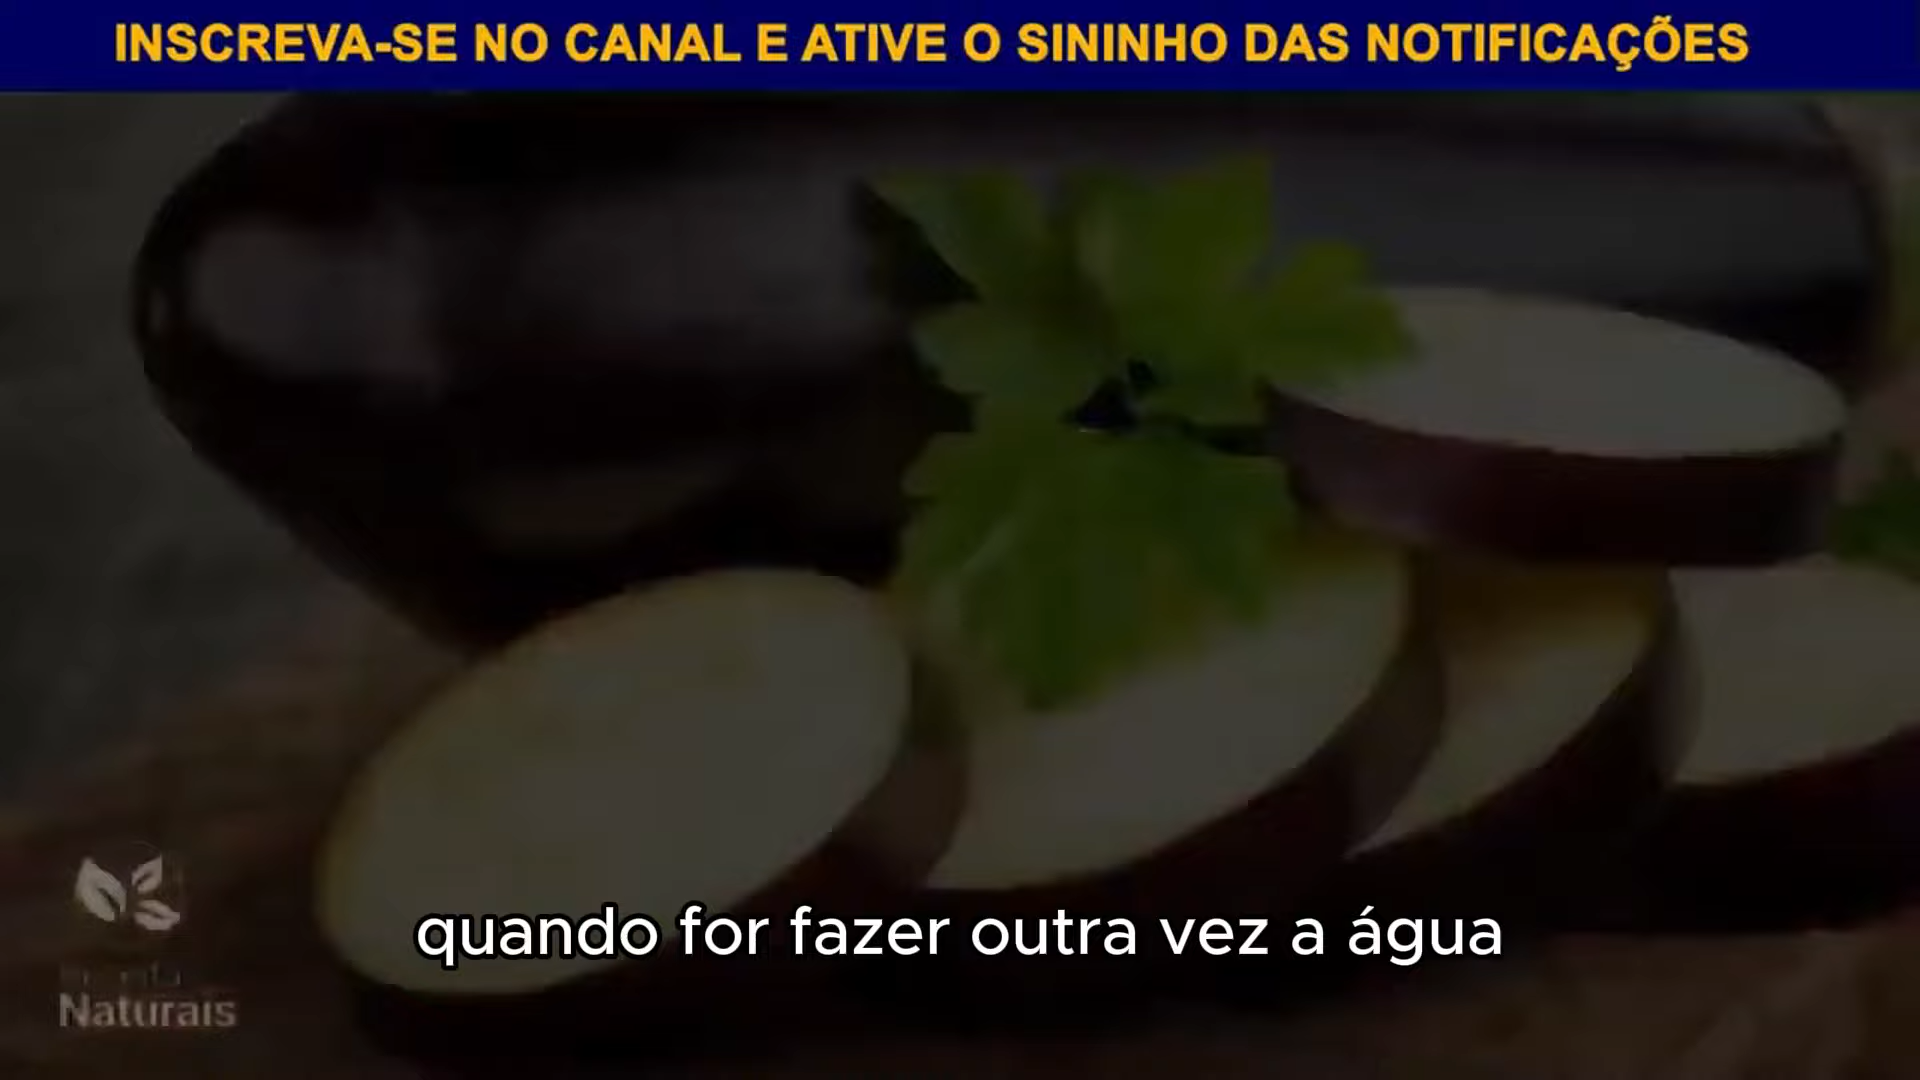 INSCREVA-SE NO CANAL E ATIVE O SININHO DAS NOTIFICAÇÕES
quando for fazer outra vez a água
Naturais